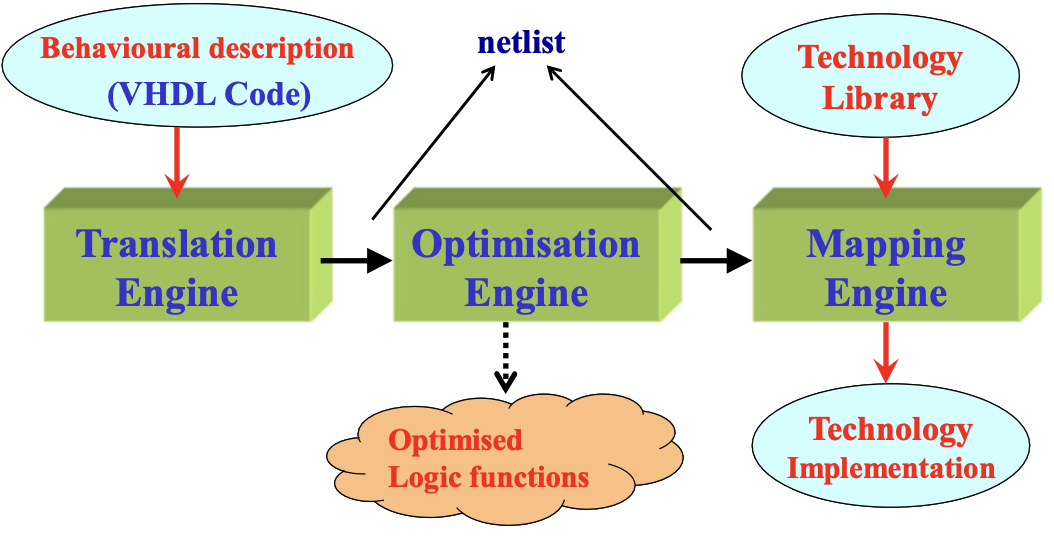 Behavioural description
(VHDL Code)
netlist
Technology
Library
Translation
Engine
Optimisation
Engine
Mapping
Engine
Optimised
Logic functions
Technology
Implementation